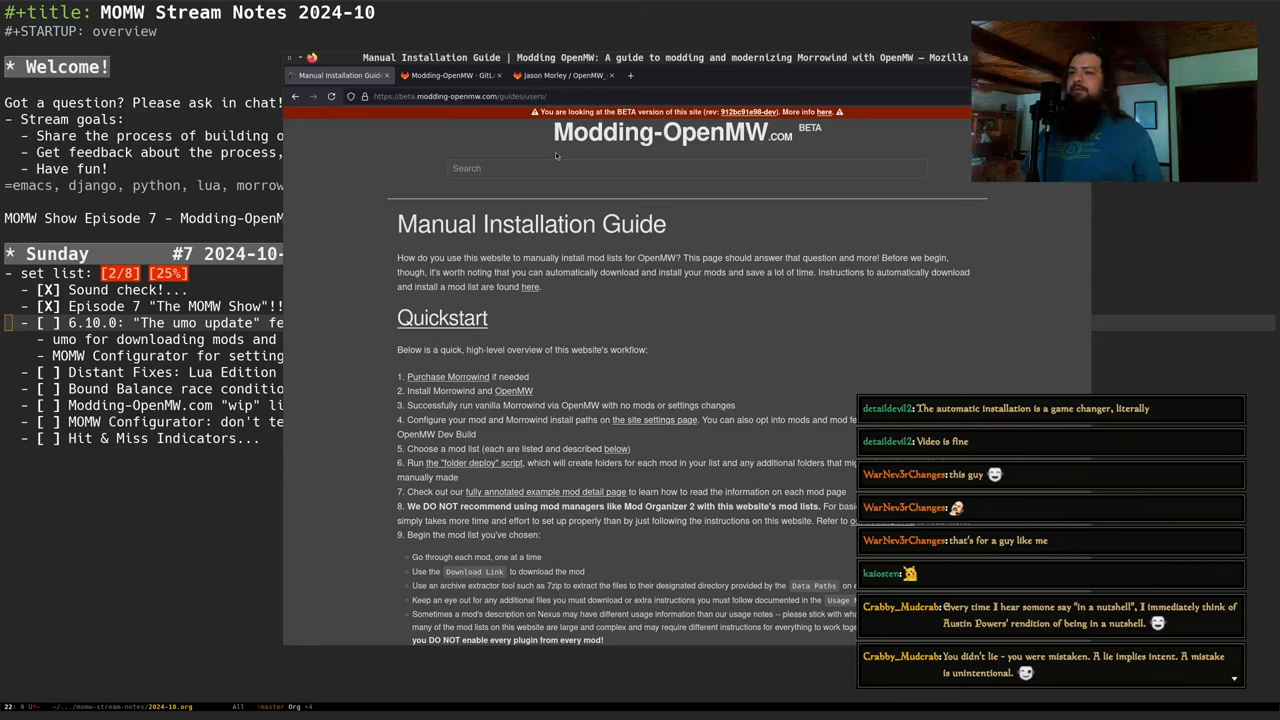 #+title: MOMW Stream Notes 2024-10
#+STARTUP: overview
* Welcome!
Got a question? Please ask in chat!
- Stream goals:
- Share the process of building o
- Get feedback about the process,
- Have fun!
=emacs, django, python, lua, morrow
MOMW Show Episode 7 - Modding-OpenM
* Sunday #7 2024-10-
- set list: [2/8] [25%]
- [X] Sound check!...
- [X] Episode 7 "The MOMW Show"!!
- [ ] 6.10.0: "The umo update" fe
- umo for downloading mods and
- MOMW Configurator for setting
- [ ] Distant Fixes: Lua Edition
- [ ] Bound Balance race conditio
- [ ] Modding-OpenMW.com "wip" li
- [ ] MOMW Configurator: don't te
- [ ] Hit & Miss Indicators...
Manual Installation Guide | Modding OpenMW: A guide to modding and modernizing Morrowind with OpenMW — Mozilla
Manual Installation Guid
Modding-OpenMW · GitL
Jason Morley / OpenMW_
https://beta.modding-openmw.com/guides/users/
You are looking at the BETA version of this site (rev: 912bc91e98-dev). More info here.
Modding-OpenMW.com BETA
Search
Manual Installation Guide
How do you use this website to manually install mod lists for OpenMW? This page should answer that question and more! Before we begin,
though, it's worth noting that you can automatically download and install your mods and save a lot of time. Instructions to automatically download
and install a mod list are found here.
Quickstart
Below is a quick, high-level overview of this website's workflow:
1. Purchase Morrowind if needed
2. Install Morrowind and OpenMW
3. Successfully run vanilla Morrowind via OpenMW with no mods or settings changes
4. Configure your mod and Morrowind install paths on the site settings page. You can also opt into mods and mod fe
OpenMW Dev Build
5. Choose a mod list (each are listed and described below)
6. Run the "folder deploy" script, which will create folders for each mod in your list and any additional folders that mig
manually made
7. Check out our fully annotated example mod detail page to learn how to read the information on each mod page
8. We DO NOT recommend using mod managers like Mod Organizer 2 with this website's mod lists. For basi
simply takes more time and effort to set up properly than by just following the instructions on this website. Refer to
9. Begin the mod list you've chosen:
Go through each mod, one at a time
Use the Download Link to download the mod
Use an archive extractor tool such as 7zip to extract the files to their designated directory provided by the Data Paths on
Keep an eye out for any additional files you must download or extra instructions you must follow documented in the Usage
Sometimes a mod's description on Nexus may have different usage information than our usage notes -- please stick with wha
many of the mod lists on this website are large and complex and may require different instructions for everything to work toge
you DO NOT enable every plugin from every mod!
detaildevil2: The automatic installation is a game changer, literally
detaildevil2: Video is fine
WarNev3rChanges: this guy
WarNev3rChanges:
WarNev3rChanges: that's for a guy like me
kaiosten:
Crabby_Mudcrab: Every time I hear somone say "in a nutshell", I immediately think of
Austin Powers' rendition of being in a nutshell.
Crabby_Mudcrab: You didn't lie - you were mistaken. A lie implies intent. A mistake
is unintentional.
22: 0 U*- ~/.../momw-stream-notes/2024-10.org All :master Org +4